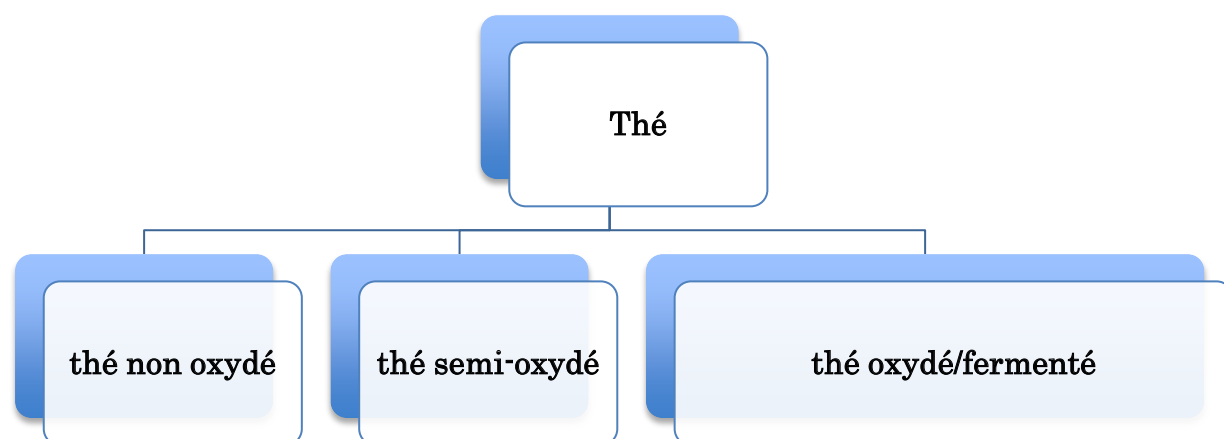 Thé
thé non oxydé
thé semi-oxydé
thé oxydé/fermenté